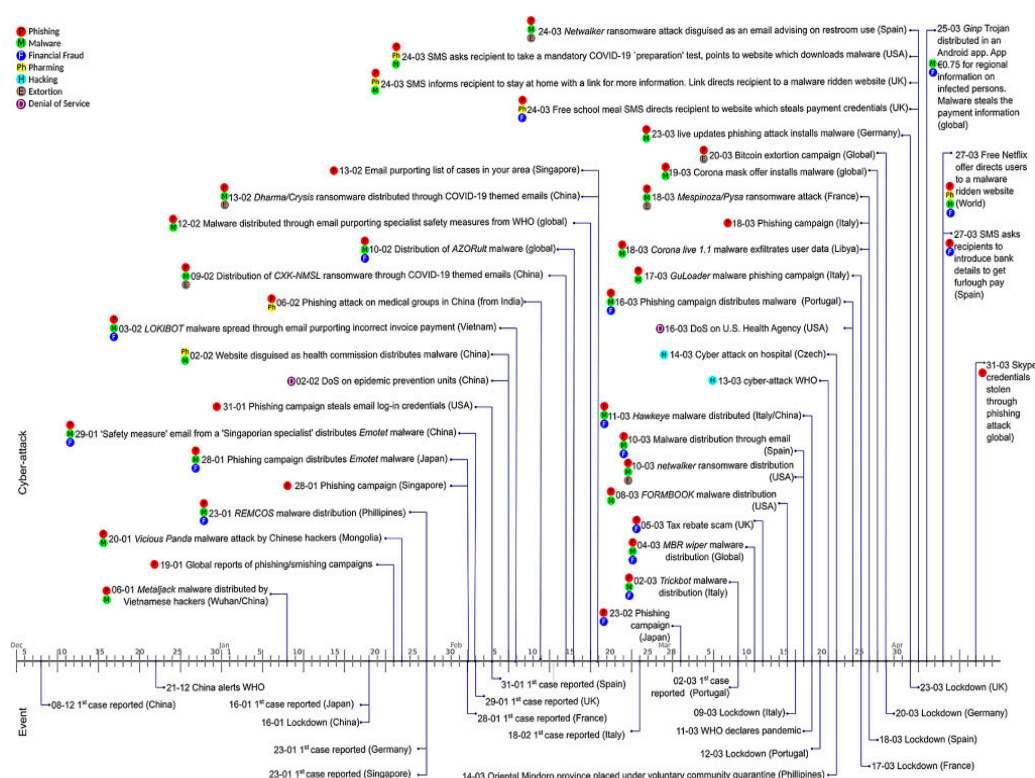 P Phishing
M Malware
F Financial Fraud
Ph Pharming
H Hacking
E Extortion
D Denial of Service
24-03 Netwalker ransomware attack disguised as an email advising on restroom use (Spain)
24-03 SMS asks recipient to take a mandatory COVID-19 `preparation' test, points to website which downloads malware (USA)
24-03 SMS informs recipient to stay at home with a link for more information. Link directs recipient to a malware ridden website (UK)
24-03 Free school meal SMS directs recipient to website which steals payment credentials (UK)
23-03 live updates phishing attack installs malware (Germany)
20-03 Bitcoin extortion campaign (Global)
19-03 Corona mask offer installs malware (global)
18-03 Mespinoza/Pysa ransomware attack (France)
18-03 Phishing campaign (Italy)
18-03 Corona live 1.1 malware exfiltrates user data (Libya)
17-03 GuLoader malware phishing campaign (Italy)
16-03 Phishing campaign distributes malware (Portugal)
16-03 DoS on U.S. Health Agency (USA)
14-03 Cyber attack on hospital (Czech)
13-03 cyber-attack WHO
11-03 Hawkeye malware distributed (Italy/China)
10-03 Malware distribution through email
(Spain)
10-03 netwalker ransomware distribution
(USA)
08-03 FORMBOOK malware distribution
(USA)
05-03 Tax rebate scam (UK)
04-03 MBR wiper malware
distribution (Global)
02-03 Trickbot malware
distribution (Italy)
23-02 Phishing
campaign
(Japan)
25-03 Ginp Trojan
distributed in an
Android app. App
€0.75 for regional
information on
infected persons.
Malware steals the
payment information
(global)
27-03 Free Netflix
offer directs users
to a malware
ridden website
(World)
27-03 SMS asks
recipients to
introduce bank
details to get
furlough pay
(Spain)
31-03 Skype
credentials
stolen
through
phishing
attack
global)
13-02 Email purporting list of cases in your area (Singapore)
13-02 Dharma/Crysis ransomware distributed through COVID-19 themed emails (China)
12-02 Malware distributed through email purporting specialist safety measures from WHO (global)
10-02 Distribution of AZORult malware (global)
09-02 Distribution of CXK-NMSL ransomware through COVID-19 themed emails (China)
06-02 Phishing attack on medical groups in China (from India)
03-02 LOKIBOT malware spread through email purporting incorrect invoice payment (Vietnam)
02-02 Website disguised as health commission distributes malware (China)
02-02 DoS on epidemic prevention units (China)
31-01 Phishing campaign steals email log-in credentials (USA)
29-01 'Safety measure' email from a 'Singaporian specialist' distributes Emotet malware (China)
28-01 Phishing campaign distributes Emotet malware (Japan)
28-01 Phishing campaign (Singapore)
23-01 REMCOS malware distribution (Phillipines)
20-01 Vicious Panda malware attack by Chinese hackers (Mongolia)
19-01 Global reports of phishing/smishing campaigns
06-01 Metaljack malware distributed by
Vietnamese hackers (Wuhan/China)
Cyber-attack
Dec Jan Feb Mar Apr
5 10 15 20 25 30 1 5 10 15 20 25 30 5 10 15 20 25 28 5 10 15 20 25 30
Event
21-12 China alerts WHO
08-12 1st case reported (China)
16-01 1st case reported (Japan)
16-01 Lockdown (China)
23-01 1st case reported (Germany)
23-01 1st case reported (Singapore)
31-01 1st case reported (Spain)
29-01 1st case reported (UK)
28-01 1st case reported (France)
18-02 1st case reported (Italy)
02-03 1st case
reported (Portugal)
09-03 Lockdown (Italy)
11-03 WHO declares pandemic
12-03 Lockdown (Portugal)
14-03 Oriental Mindoro province placed under voluntary community quarantine (Phillipines)
23-03 Lockdown (UK)
20-03 Lockdown (Germany)
18-03 Lockdown (Spain)
17-03 Lockdown (France)